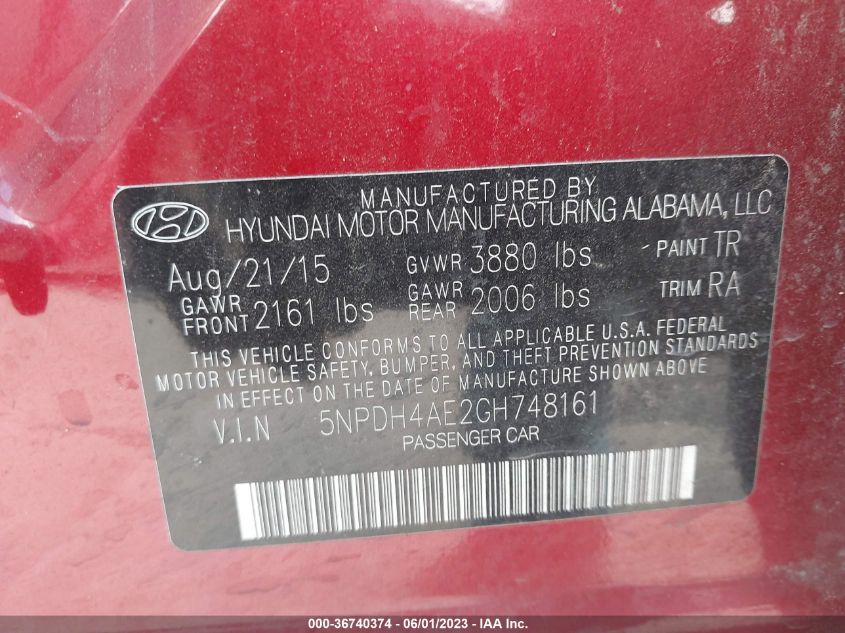 MANUFACTURED BY
HYUNDAI MOTOR MANUFACTURING ALABAMA, LLC
Aug/21/15 GVWR 3880 lbs PAINT TR
GAWR FRONT 2161 lbs GAWR REAR 2006 lbs TRIM RA
THIS VEHICLE CONFORMS TO ALL APPLICABLE U.S.A. FEDERAL
MOTOR VEHICLE SAFETY, BUMPER, AND THEFT PREVENTION STANDARDS
IN EFFECT ON THE DATE OF MANUFACTURE SHOWN ABOVE
V.I.N 5NPDH4AE2GH748161
PASSENGER CAR
000-36740374 - 06/01/2023 - IAA Inc.